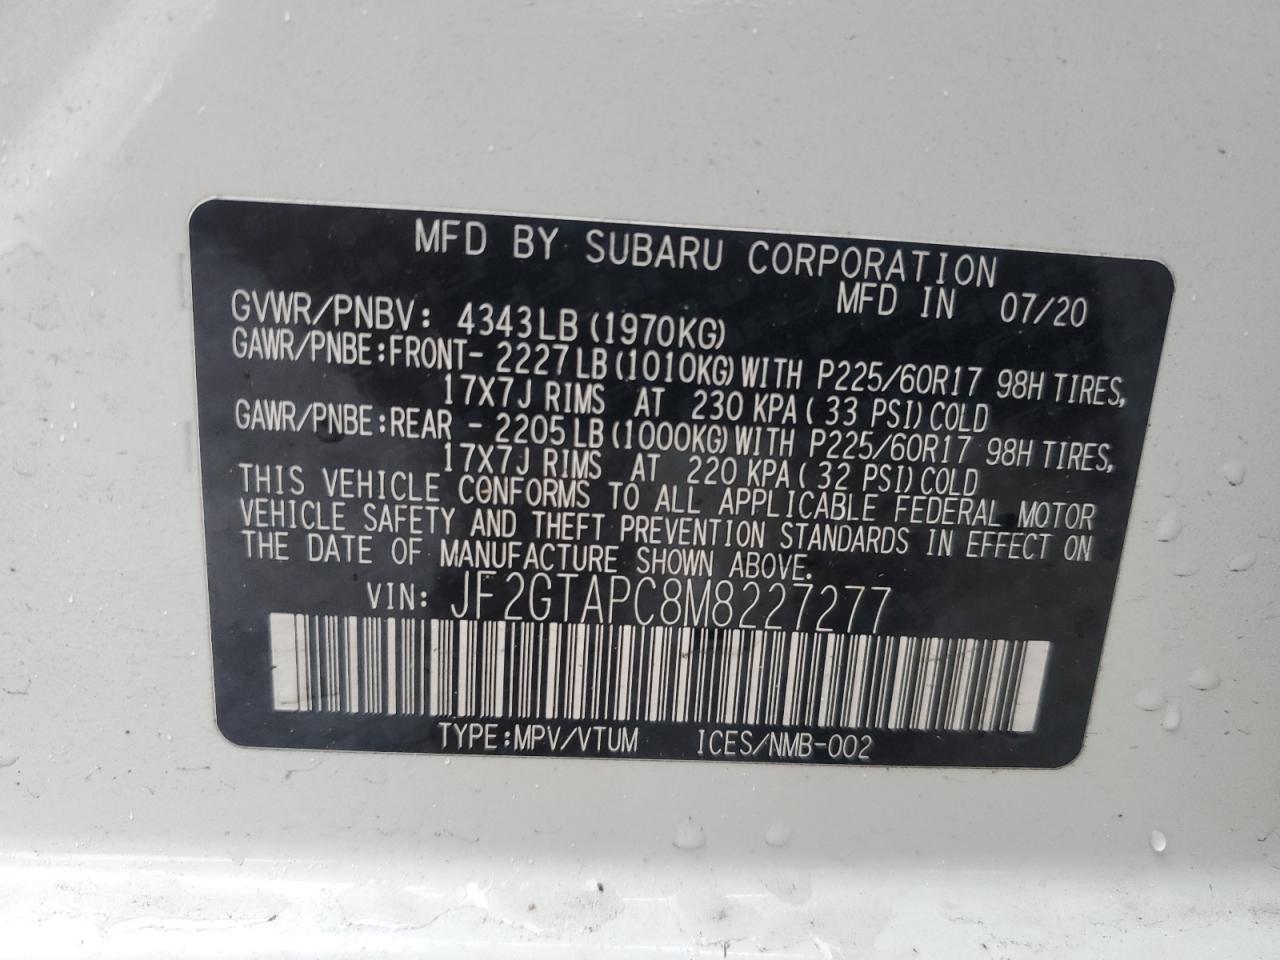 MFD BY SUBARU CORPORATION
MFD IN 07/20
GVWR/PNBV: 4343LB(1970KG)
GAWR/PNBE:FRONT- 2227LB(1010KG)WITH P225/60R17 98H TIRES,
17X7J RIMS AT 230 KPA( 33 PSI)COLD
GAWR/PNBE:REAR - 2205LB(1000KG)WITH P225/60R17 98H TIRES,
17X7J RIMS AT 220 KPA( 32 PSI)COLD
THIS VEHICLE CONFORMS TO ALL APPLICABLE FEDERAL MOTOR
VEHICLE SAFETY AND THEFT PREVENTION STANDARDS IN EFFECT ON
THE DATE OF MANUFACTURE SHOWN ABOVE.
VIN: JF2GTAPC8M8227277
TYPE:MPV/VTUM ICES/NMB-002